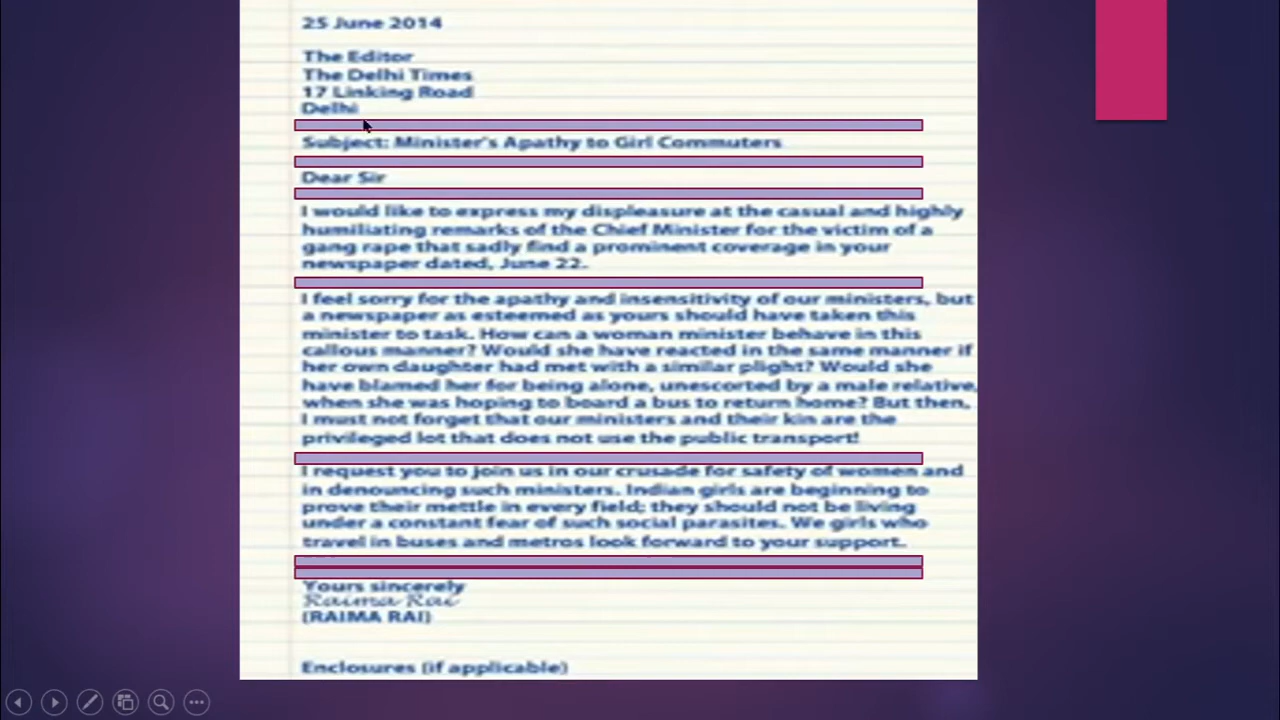 25 June 2014
The Editor
The Delhi Times
17 Linking Road
Delhi
Subject: Minister's Apathy to Girl Commuters
Dear Sir
I would like to express my displeasure at the casual and highly
humiliating remarks of the Chief Minister for the victim of a
gang rape that sadly find a prominent coverage in your
newspaper dated, June 22.
I feel sorry for the apathy and insensitivity of our ministers, but
a newspaper as esteemed as yours should have taken this
minister to task. How can a woman minister behave in this
callous manner? Would she have reacted in the same manner if
her own daughter had met with a similar plight? Would she
have blamed her for being alone, unescorted by a male relative,
when she was hoping to board a bus to return home? But then,
I must not forget that our ministers and their kin are the
privileged lot that does not use the public transport!
I request you to join us in our crusade for safety of women and
in denouncing such ministers. Indian girls are beginning to
prove their mettle in every field; they should not be living
under a constant fear of such social parasites. We girls who
travel in buses and metros look forward to your support.
Yours sincerely
Raima Rai
(RAIMA RAI)
Enclosures (if applicable)